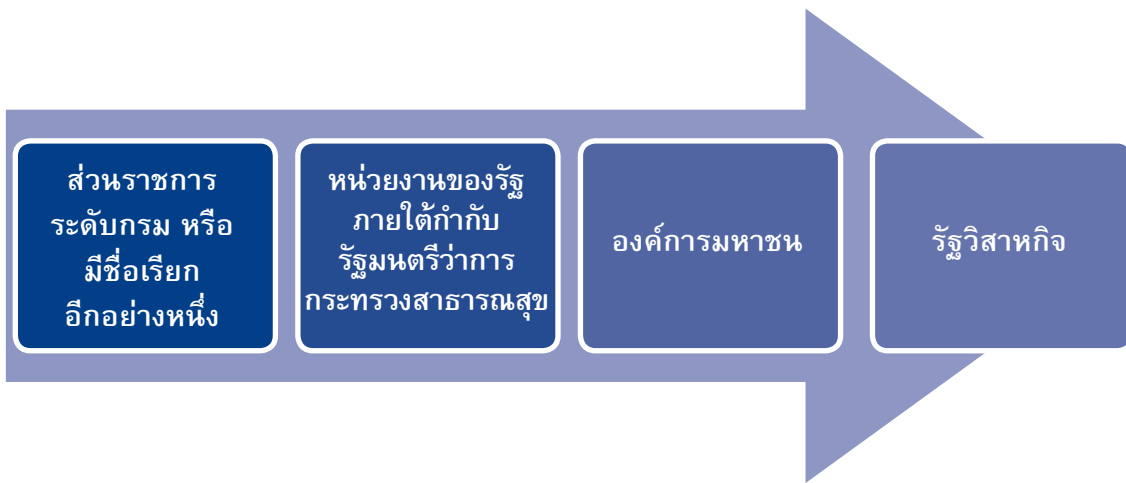 ส่วนราชการ
ระดับกรม หรือ
มีชื่อเรียก
อีกอย่างหนึ่ง
หน่วยงานของรัฐ
ภายใต้กำกับ
รัฐมนตรีว่าการ
กระทรวงสาธารณสุข
องค์การมหาชน
รัฐวิสาหกิจ